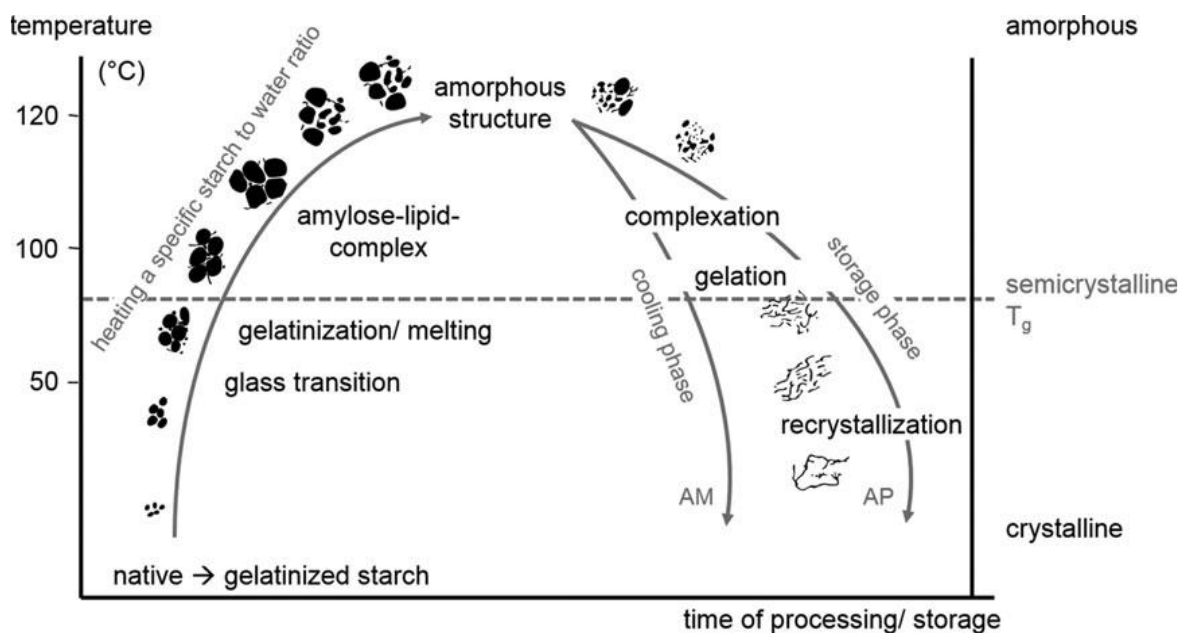 temperature
amorphous
(°C)
heating a specific starch to water ratio
120
amorphous
structure
amylose-lipid-
complex
complexation
100
gelation
cooling phase
storage phase
semicrystalline
Tg
gelatinization/ melting
50
glass transition
recrystallization
AM
AP
crystalline
native → gelatinized starch
time of processing/ storage